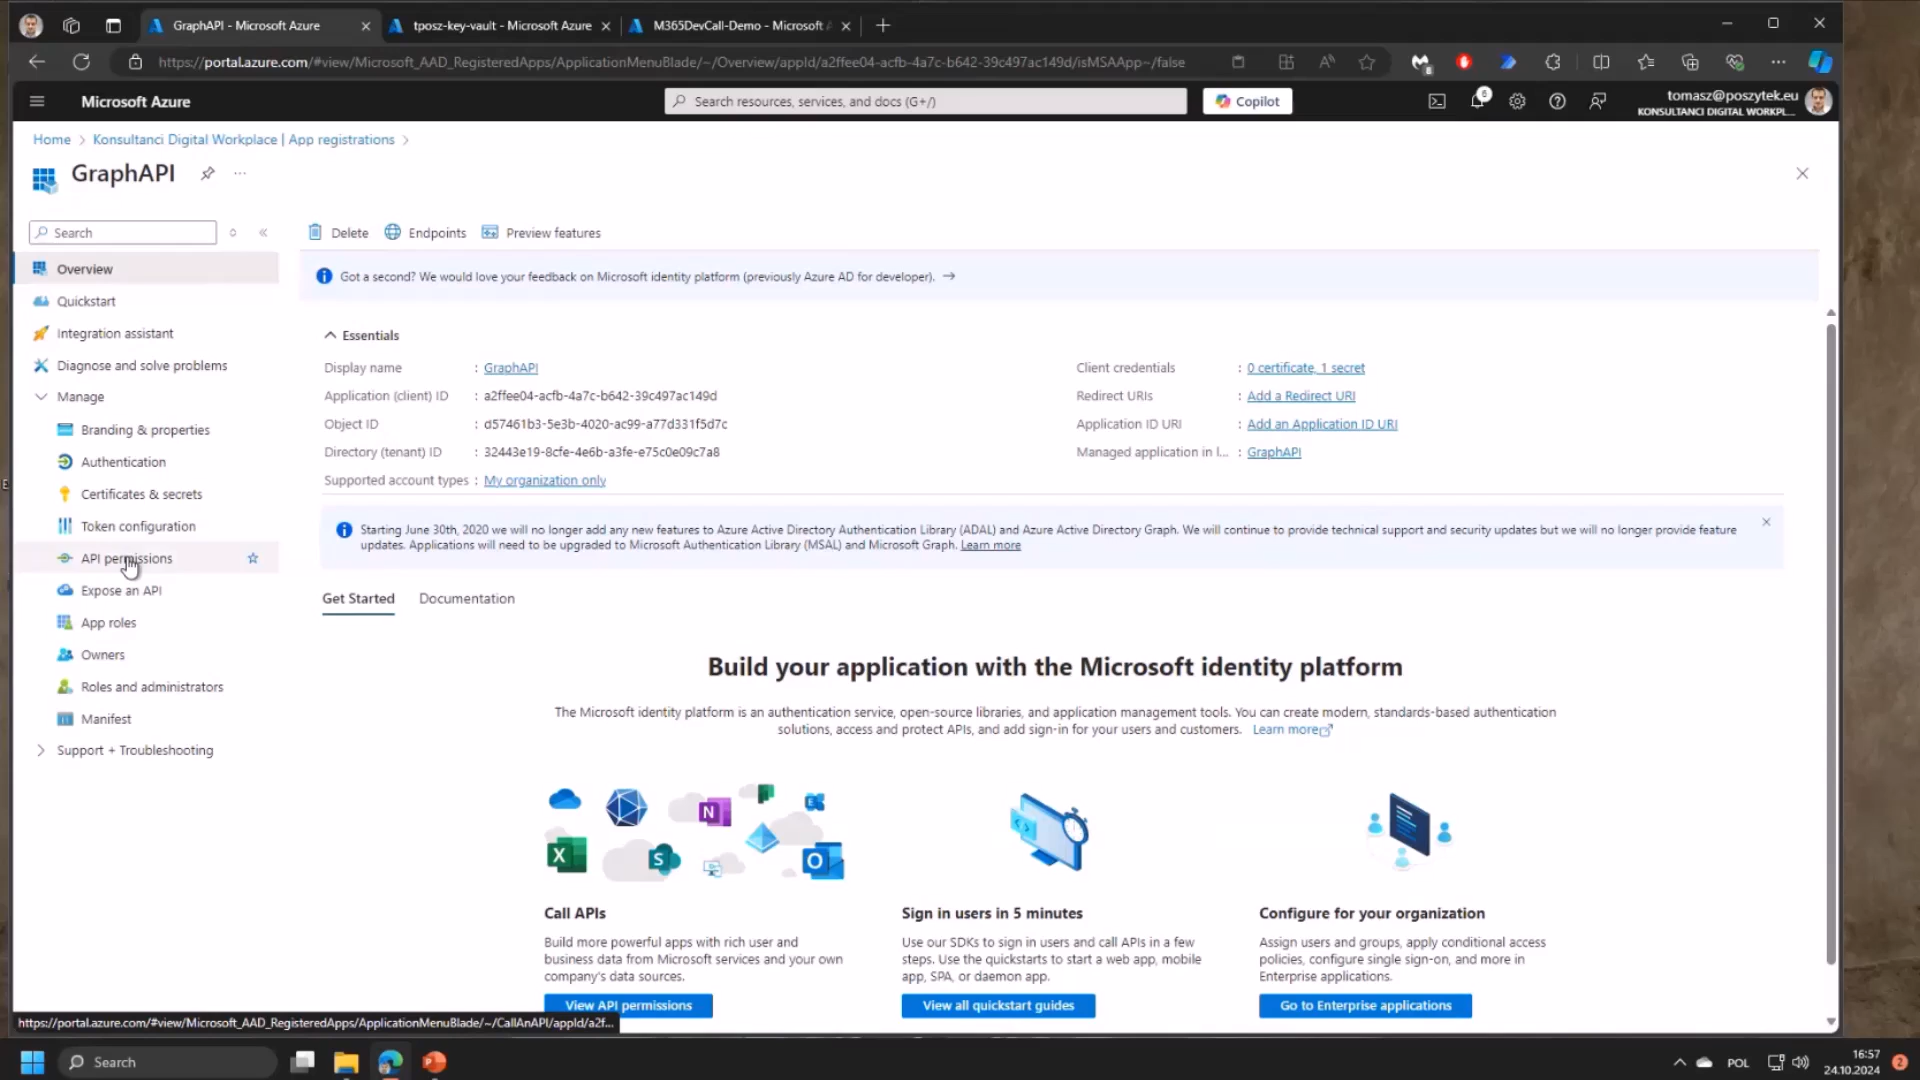 GraphAPI - Microsoft Azure
tposz-key-vault - Microsoft Azure
M365DevCall-Demo - Microsoft A
https://portal.azure.com/#view/Microsoft_AAD_RegisteredApps/ApplicationMenuBlade/~/Overview/appId/a2ffee04-acfb-4a7c-b642-39c497ac149d/isMSAApp~/false
Microsoft Azure
Search resources, services, and docs (G+/)
Copilot
6
tomasz@poszytek.eu
KONSULTANCI DIGITAL WORKPL...
Home > Konsultanci Digital Workplace | App registrations >
GraphAPI
Search
Delete
Endpoints
Preview features
Got a second? We would love your feedback on Microsoft identity platform (previously Azure AD for developer).
Overview
Quickstart
Integration assistant
Diagnose and solve problems
Manage
Branding & properties
Authentication
Certificates & secrets
Token configuration
API permissions
Expose an API
App roles
Owners
Roles and administrators
Manifest
Support + Troubleshooting
Essentials
Display name : GraphAPI
Application (client) ID : a2ffee04-acfb-4a7c-b642-39c497ac149d
Object ID : d57461b3-5e3b-4020-ac99-a77d331f5d7c
Directory (tenant) ID : 32443e19-8cfe-4e6b-a3fe-e75c0e09c7a8
Supported account types : My organization only
Client credentials : 0 certificate, 1 secret
Redirect URIs : Add a Redirect URI
Application ID URI : Add an Application ID URI
Managed application in l... : GraphAPI
Starting June 30th, 2020 we will no longer add any new features to Azure Active Directory Authentication Library (ADAL) and Azure Active Directory Graph. We will continue to provide technical support and security updates but we will no longer provide feature
updates. Applications will need to be upgraded to Microsoft Authentication Library (MSAL) and Microsoft Graph. Learn more
Get Started
Documentation
Build your application with the Microsoft identity platform
The Microsoft identity platform is an authentication service, open-source libraries, and application management tools. You can create modern, standards-based authentication
solutions, access and protect APIs, and add sign-in for your users and customers. Learn more
Call APIs
Build more powerful apps with rich user and
business data from Microsoft services and your own
company's data sources.
View API permissions
Sign in users in 5 minutes
Use our SDKs to sign in users and call APIs in a few
steps. Use the quickstarts to start a web app, mobile
app, SPA, or daemon app.
View all quickstart guides
Configure for your organization
Assign users and groups, apply conditional access
policies, configure single sign-on, and more in
Enterprise applications.
Go to Enterprise applications
https://portal.azure.com/#view/Microsoft_AAD_RegisteredApps/ApplicationMenuBlade/~/CallAnAPI/appId/a2f...
Search
POL
16:57
24.10.2024
2